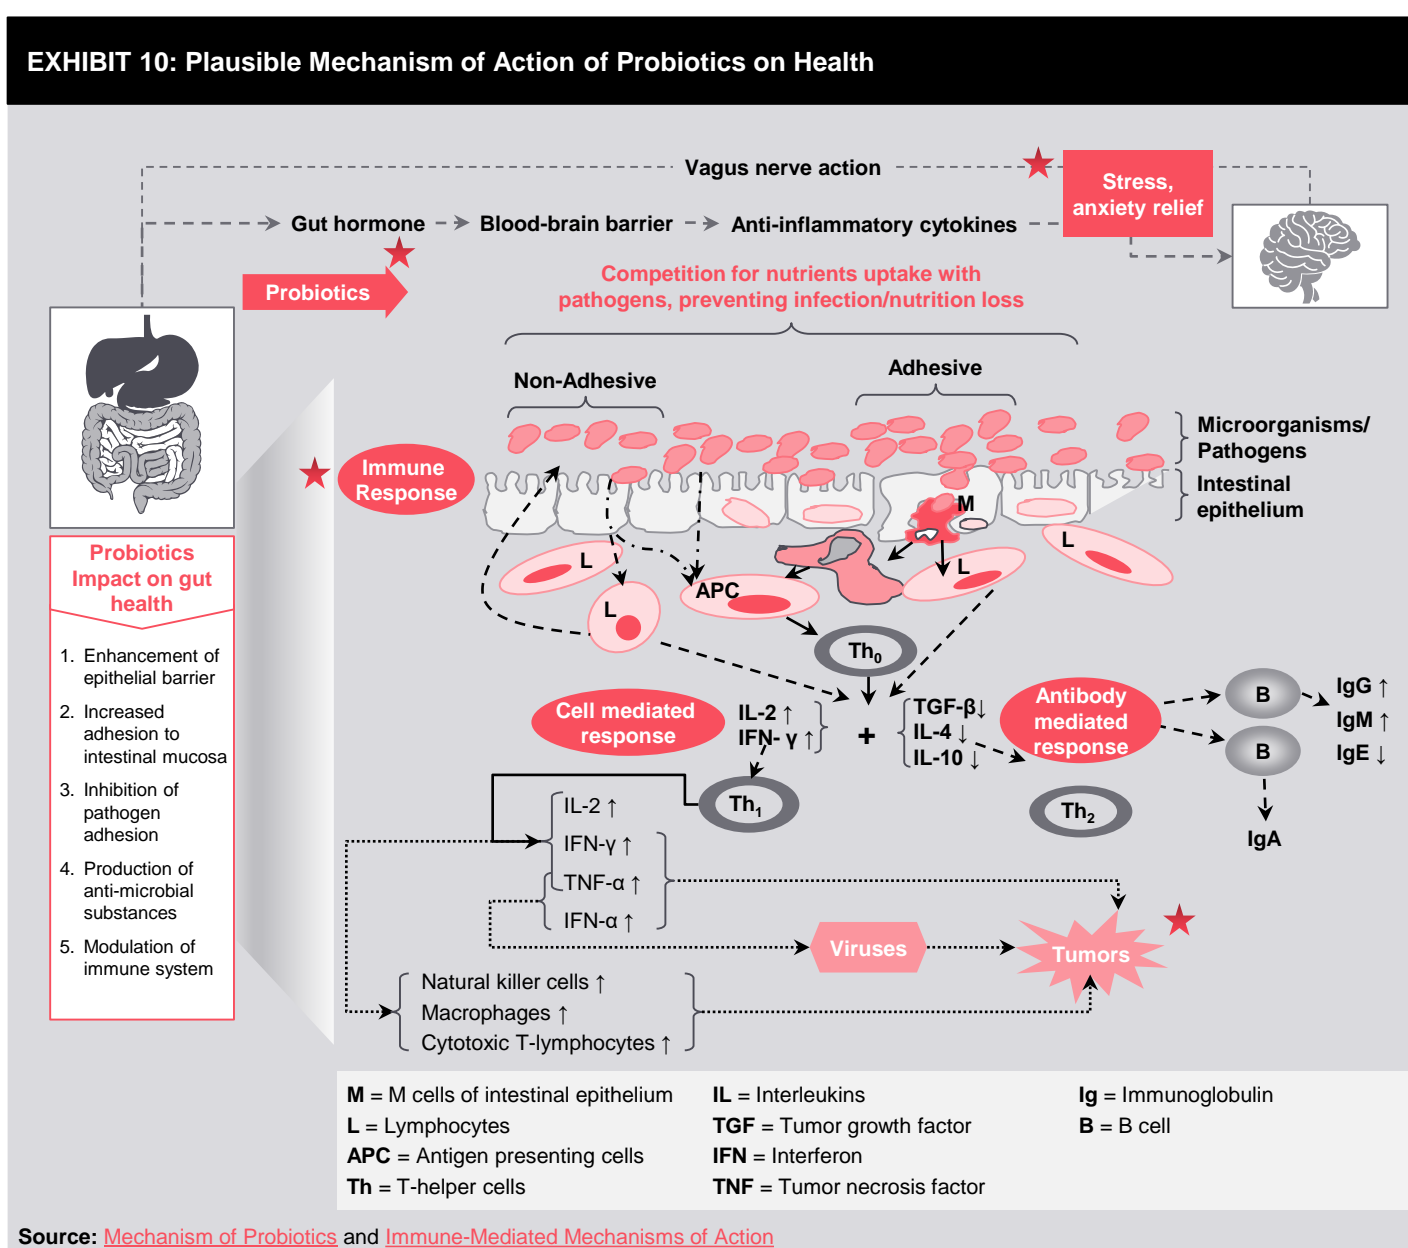 EXHIBIT 10: Plausible Mechanism of Action of Probiotics on Health
Vagus nerve action
Stress,
anxiety relief
Gut hormone
Blood-brain barrier
Anti-inflammatory cytokines
Probiotics
Competition for nutrients uptake with
pathogens, preventing infection/nutrition loss
Non-Adhesive
Adhesive
Microorganisms/
Pathogens
Immune
Response
Intestinal
epithelium
M
L
L
L
L
APC
Th0
Probiotics
Impact on gut
health
1. Enhancement of
epithelial barrier
2. Increased
adhesion to
intestinal mucosa
3. Inhibition of
pathogen
adhesion
4. Production of
anti-microbial
substances
5. Modulation of
immune system
Cell mediated
response
IL-2 ↑
IFN- γ ↑
+
TGF-β↓
IL-4 ↓
IL-10 ↓
Antibody
mediated
response
B
B
IgG ↑
IgM ↑
IgE ↓
IgA
Th1
Th2
IL-2 ↑
IFN-γ ↑
TNF-α ↑
IFN-α ↑
Viruses
Tumors
Natural killer cells ↑
Macrophages ↑
Cytotoxic T-lymphocytes ↑
M = M cells of intestinal epithelium
L = Lymphocytes
APC = Antigen presenting cells
Th = T-helper cells
IL = Interleukins
TGF = Tumor growth factor
IFN = Interferon
TNF = Tumor necrosis factor
Ig = Immunoglobulin
B = B cell
Source: Mechanism of Probiotics and Immune-Mediated Mechanisms of Action